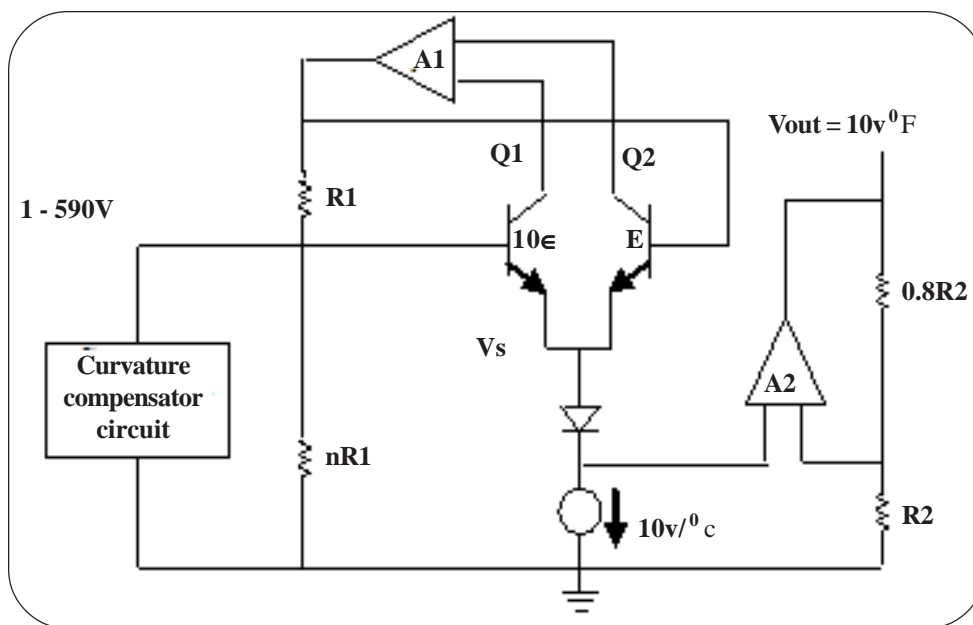 A1
Vout = 10v⁰F
Q1
Q2
R1
1 - 590V
10∈
E
0.8R2
Vs
Curvature
compensator
circuit
A2
nR1
R2
10v/⁰ c